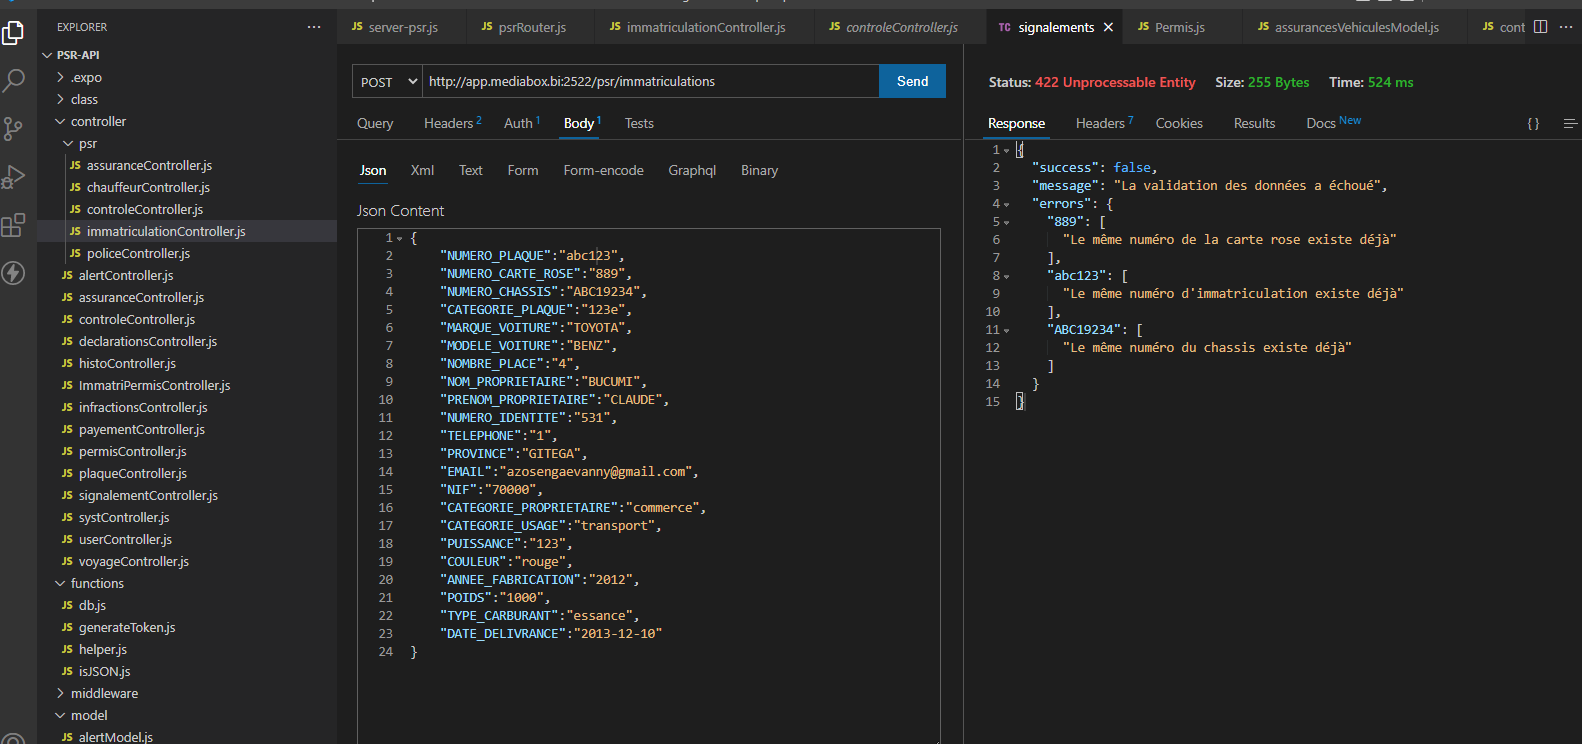 EXPLORER
PSR-API
.expo
class
controller
psr
JS assuranceController.js
JS chauffeurController.js
JS controleController.js
JS immatriculationController.js
JS policeController.js
JS alertController.js
JS assuranceController.js
JS controleController.js
JS declarationsController.js
JS histoController.js
JS ImmatriPermisController.js
JS infractionsController.js
JS payementController.js
JS permisController.js
JS plaqueController.js
JS signalementController.js
JS systController.js
JS userController.js
JS voyageController.js
functions
JS db.js
JS generateToken.js
JS helper.js
JS isJSON.js
middleware
model
JS alertModel.js
JS server-psr.js
JS psrRouter.js
JS immatriculationController.js
JS controleController.js
TC signalements
JS Permis.js
JS assurancesVehiculesModel.js
JS cont
POST http://app.mediabox.bi:2522/psr/immatriculations Send
Query Headers 2 Auth 1 Body 1 Tests
Json Xml Text Form Form-encode Graphql Binary
Json Content
1 {
2 "NUMERO_PLAQUE":"abc123",
3 "NUMERO_CARTE_ROSE":"889",
4 "NUMERO_CHASSIS":"ABC19234",
5 "CATEGORIE_PLAQUE":"123e",
6 "MARQUE_VOITURE":"TOYOTA",
7 "MODELE_VOITURE":"BENZ",
8 "NOMBRE_PLACE":"4",
9 "NOM_PROPRIETAIRE":"BUCUMI",
10 "PRENOM_PROPRIETAIRE":"CLAUDE",
11 "NUMERO_IDENTITE":"531",
12 "TELEPHONE":"1",
13 "PROVINCE":"GITEGA",
14 "EMAIL":"azosengaevanny@gmail.com",
15 "NIF":"70000",
16 "CATEGORIE_PROPRIETAIRE":"commerce",
17 "CATEGORIE_USAGE":"transport",
18 "PUISSANCE":"123",
19 "COULEUR":"rouge",
20 "ANNEE_FABRICATION":"2012",
21 "POIDS":"1000",
22 "TYPE_CARBURANT":"essance",
23 "DATE_DELIVRANCE":"2013-12-10"
24 }
Status: 422 Unprocessable Entity Size: 255 Bytes Time: 524 ms
Response Headers 7 Cookies Results Docs New { }
1 {
2 "success": false,
3 "message": "La validation des données a échoué",
4 "errors": {
5 "889": [
6 "Le même numéro de la carte rose existe déjà"
7 ],
8 "abc123": [
9 "Le même numéro d'immatriculation existe déjà"
10 ],
11 "ABC19234": [
12 "Le même numéro du chassis existe déjà"
13 ]
14 }
15 }